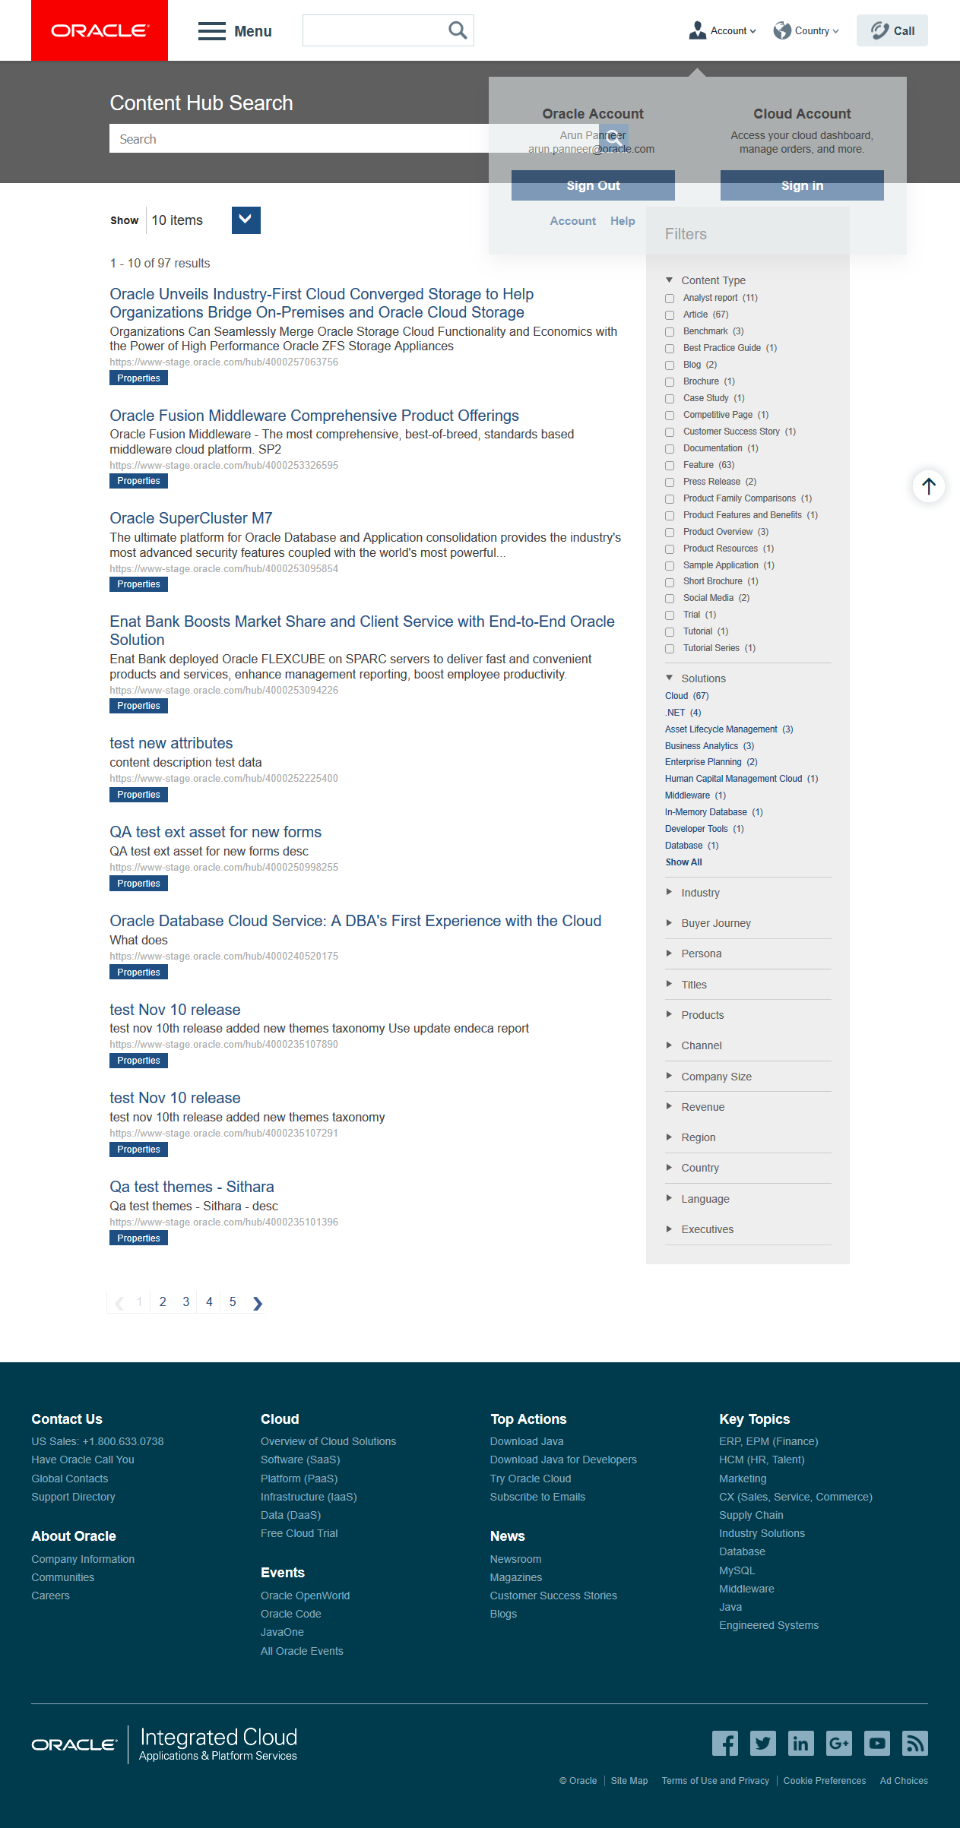 ORACLE
Menu
Account
Country
Call
Content Hub Search
Search
Oracle Account
Arun Panneer
arun.panneer@oracle.com
Sign Out
Account Help
Cloud Account
Access your cloud dashboard,
manage orders, and more.
Sign in
Show 10 items
1 - 10 of 97 results
Oracle Unveils Industry-First Cloud Converged Storage to Help
Organizations Bridge On-Premises and Oracle Cloud Storage
Organizations Can Seamlessly Merge Oracle Storage Cloud Functionality and Economics with
the Power of High Performance Oracle ZFS Storage Appliances
https://www-stage.oracle.com/hub/4000257063756
Properties
Oracle Fusion Middleware Comprehensive Product Offerings
Oracle Fusion Middleware - The most comprehensive, best-of-breed, standards based
middleware cloud platform. SP2
https://www-stage.oracle.com/hub/4000253326595
Properties
Oracle SuperCluster M7
The ultimate platform for Oracle Database and Application consolidation provides the industry's
most advanced security features coupled with the world's most powerful...
https://www-stage.oracle.com/hub/4000253095854
Properties
Enat Bank Boosts Market Share and Client Service with End-to-End Oracle
Solution
Enat Bank deployed Oracle FLEXCUBE on SPARC servers to deliver fast and convenient
products and services, enhance management reporting, boost employee productivity.
https://www-stage.oracle.com/hub/4000253094226
Properties
test new attributes
content description test data
https://www-stage.oracle.com/hub/4000252225400
Properties
QA test ext asset for new forms
QA test ext asset for new forms desc
https://www-stage.oracle.com/hub/4000250998255
Properties
Oracle Database Cloud Service: A DBA's First Experience with the Cloud
What does
https://www-stage.oracle.com/hub/4000240520175
Properties
test Nov 10 release
test nov 10th release added new themes taxonomy Use update endeca report
https://www-stage.oracle.com/hub/4000235107890
Properties
test Nov 10 release
test nov 10th release added new themes taxonomy
https://www-stage.oracle.com/hub/4000235107291
Properties
Qa test themes - Sithara
Qa test themes - Sithara - desc
https://www-stage.oracle.com/hub/4000235101396
Properties
1 2 3 4 5
Filters
Content Type
Analyst report (11)
Article (67)
Benchmark (3)
Best Practice Guide (1)
Blog (2)
Brochure (1)
Case Study (1)
Competitive Page (1)
Customer Success Story (1)
Documentation (1)
Feature (63)
Press Release (2)
Product Family Comparisons (1)
Product Features and Benefits (1)
Product Overview (3)
Product Resources (1)
Sample Application (1)
Short Brochure (1)
Social Media (2)
Trial (1)
Tutorial (1)
Tutorial Series (1)
Solutions
Cloud (67)
.NET (4)
Asset Lifecycle Management (3)
Business Analytics (3)
Enterprise Planning (2)
Human Capital Management Cloud (1)
Middleware (1)
In-Memory Database (1)
Developer Tools (1)
Database (1)
Show All
Industry
Buyer Journey
Persona
Titles
Products
Channel
Company Size
Revenue
Region
Country
Language
Executives
Contact Us
US Sales: +1.800.633.0738
Have Oracle Call You
Global Contacts
Support Directory
About Oracle
Company Information
Communities
Careers
Cloud
Overview of Cloud Solutions
Software (SaaS)
Platform (PaaS)
Infrastructure (IaaS)
Data (DaaS)
Free Cloud Trial
Events
Oracle OpenWorld
Oracle Code
JavaOne
All Oracle Events
Top Actions
Download Java
Download Java for Developers
Try Oracle Cloud
Subscribe to Emails
News
Newsroom
Magazines
Customer Success Stories
Blogs
Key Topics
ERP, EPM (Finance)
HCM (HR, Talent)
Marketing
CX (Sales, Service, Commerce)
Supply Chain
Industry Solutions
Database
MySQL
Middleware
Java
Engineered Systems
ORACLE
Integrated Cloud
Applications & Platform Services
© Oracle | Site Map Terms of Use and Privacy | Cookie Preferences Ad Choices